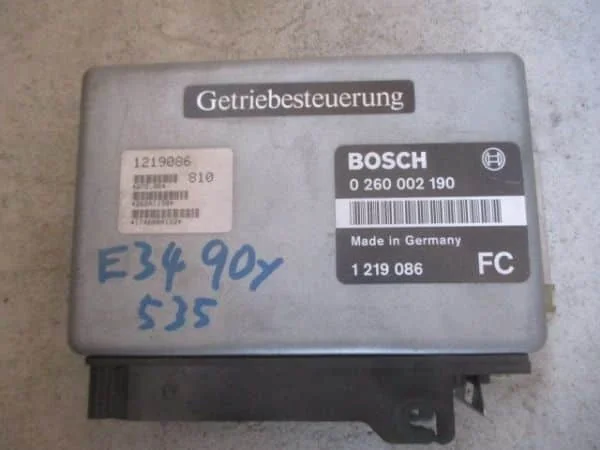 Getriebesteuerung
1219086
810
BOSCH
0 260 002 190
Made in Germany
1 219 086 FC
E34 90y
535